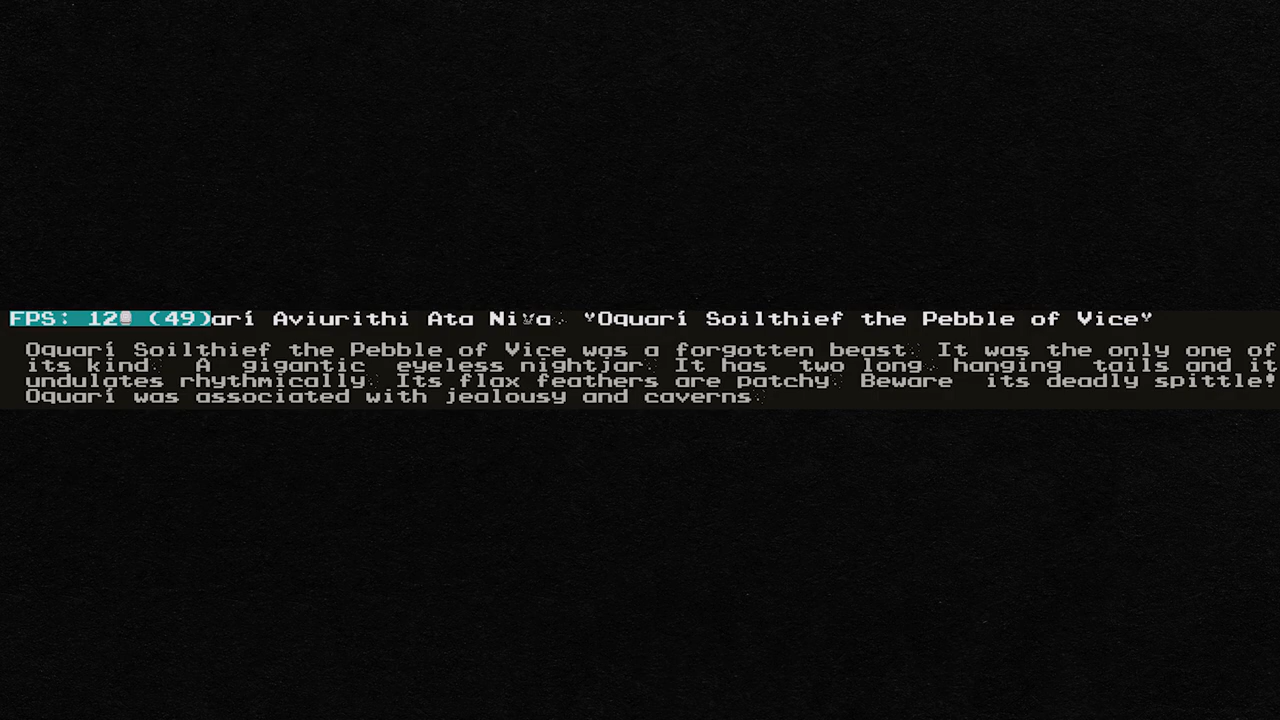 FPS: 12 (49)arí Aviurithi Ata Niva. "Oquarí Soilthief the Pebble of Vice"
Oquarí Soilthief the Pebble of Vice was a forgotten beast. It was the only one of
its kind. A gigantic eyeless nightjar. It has two long, hanging tails and it
undulates rhythmically. Its flax feathers are patchy. Beware its deadly spittle!
Oquarí was associated with jealousy and caverns.